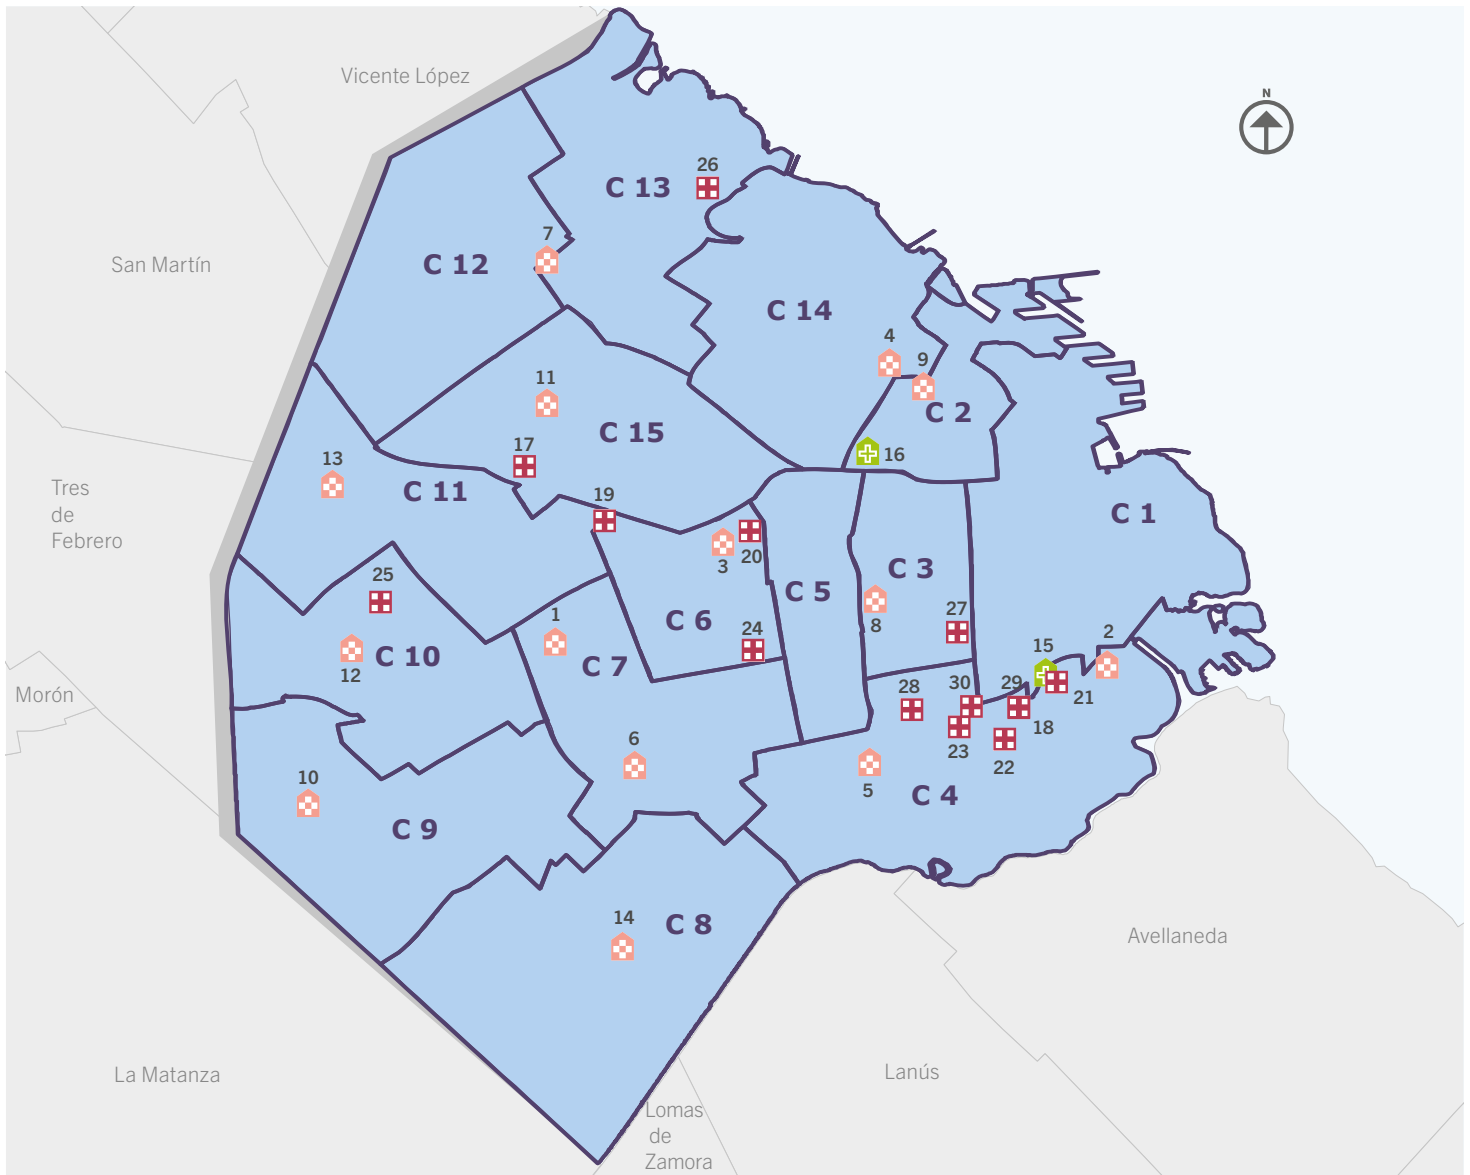 Vicente López
N
26
C 13
7
San Martín
C 12
C 14
4
9
11
C 2
C 15
17
16
13
C 11
19
Tres
de
Febrero
C 1
20
3
25
C 3
C 5
8
27
C 6
24
1
12
C 10
C 7
15
2
Morón
28
30
29
21
18
23
22
6
10
5
C 4
C 9
14
C 8
Avellaneda
La Matanza
Lanús
Lomas
de
Zamora